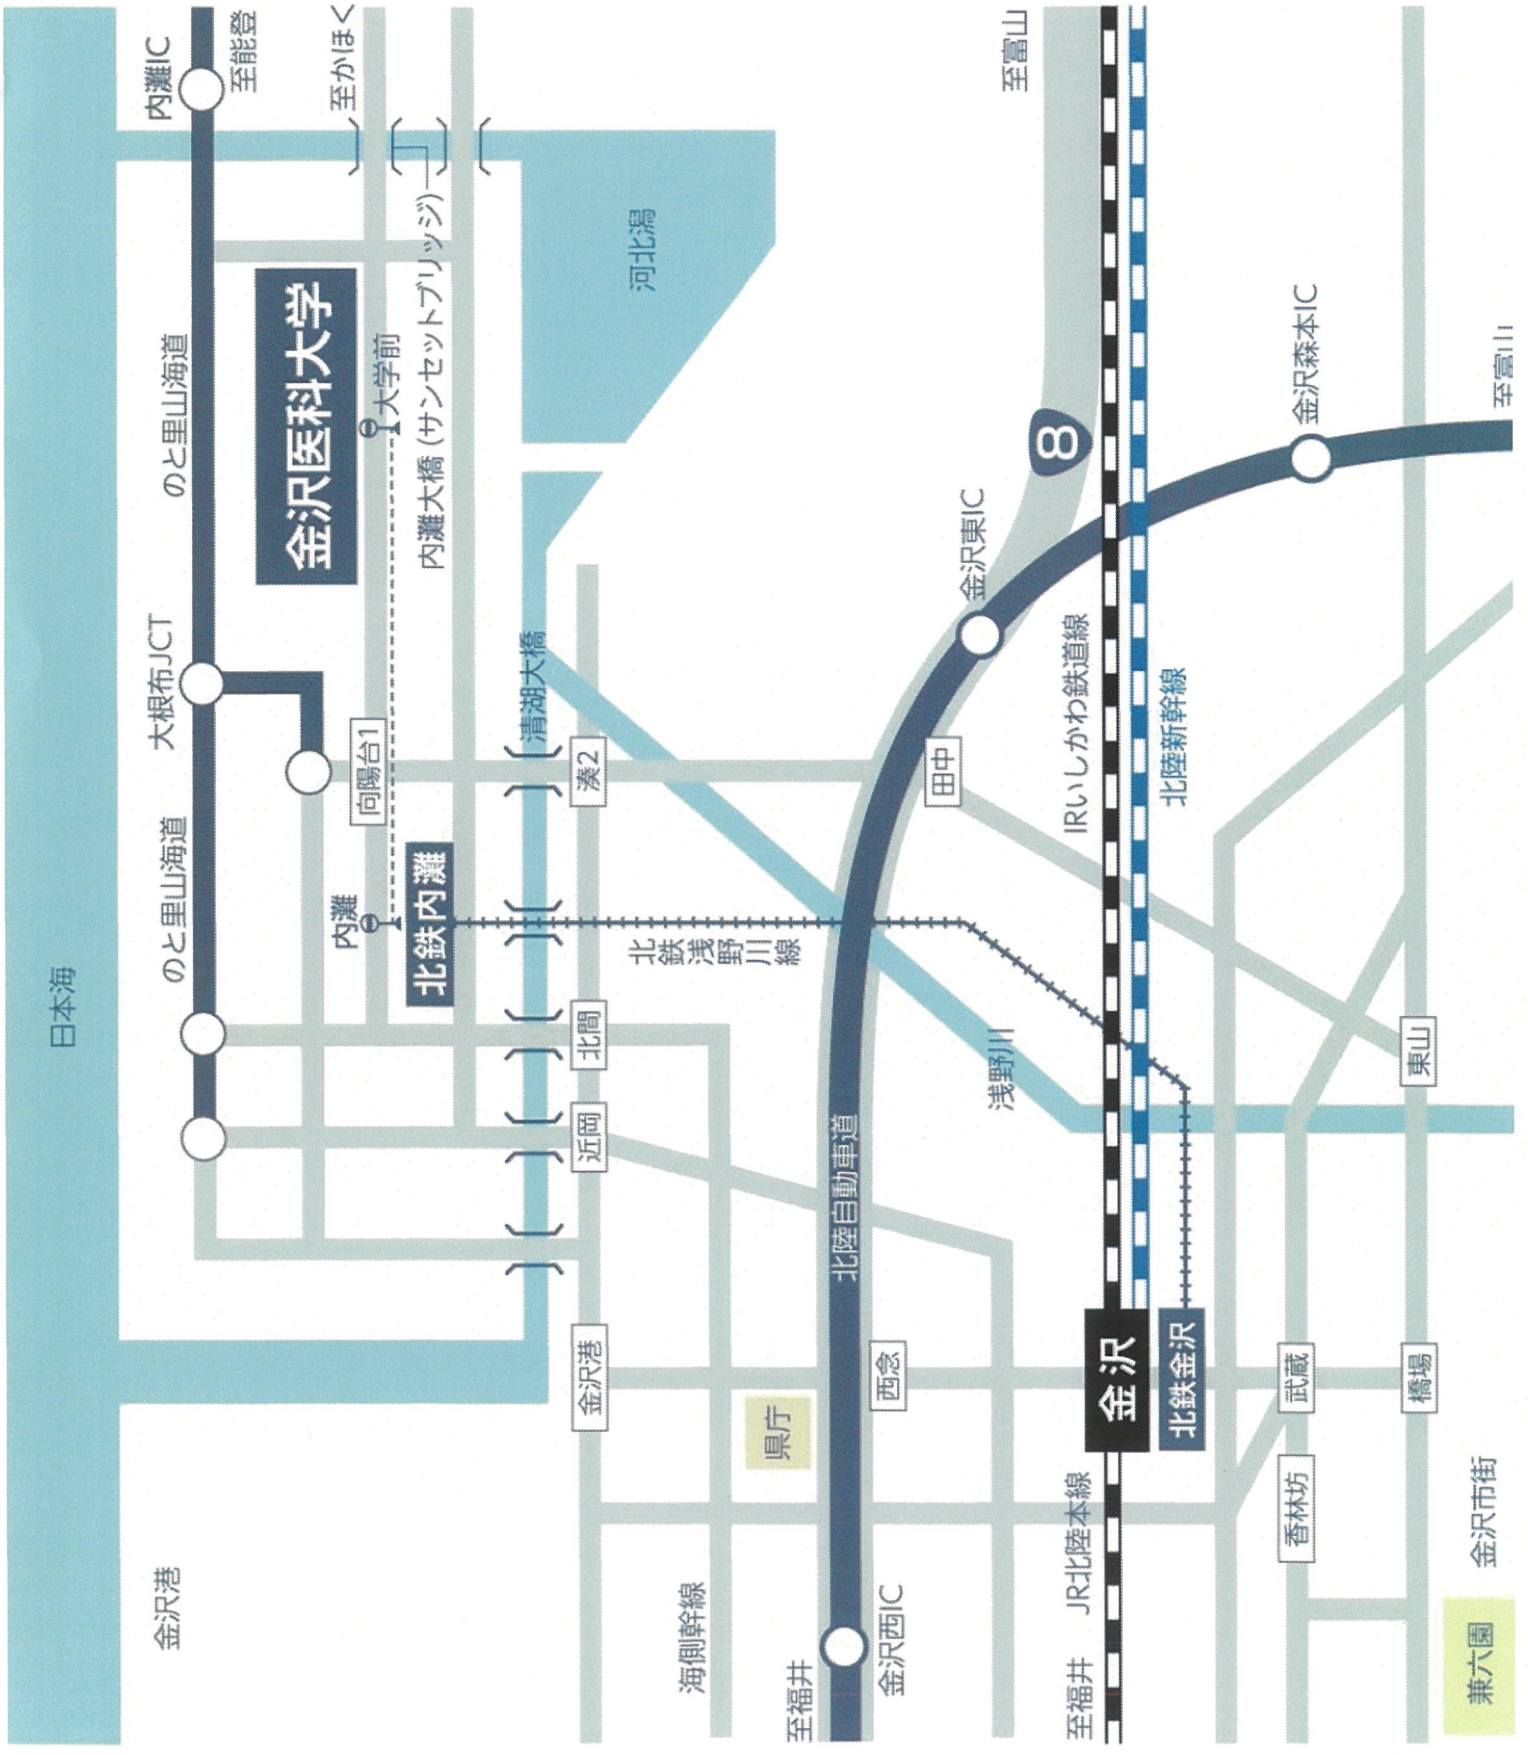 日本海
金沢港
のと里山海道
大根布JCT
のと里山海道
内灘IC
至能登
至かほく
金沢医科大学
大学前
内灘大橋 (サンセットブリッジ)
向陽台1
内灘
北鉄内灘
清湖大橋
河北潟
金沢港
近岡
北間
湊2
北鉄浅野川線
海側幹線
県庁
至福井
金沢西IC
北陸自動車道
西念
田中
金沢東IC
浅野川
8
至富山
至福井
JR北陸本線
金沢
IRいしかわ鉄道線
北鉄金沢
北陸新幹線
香林坊
武蔵
金沢森本IC
橋場
東山
兼六園
金沢市街
至富山